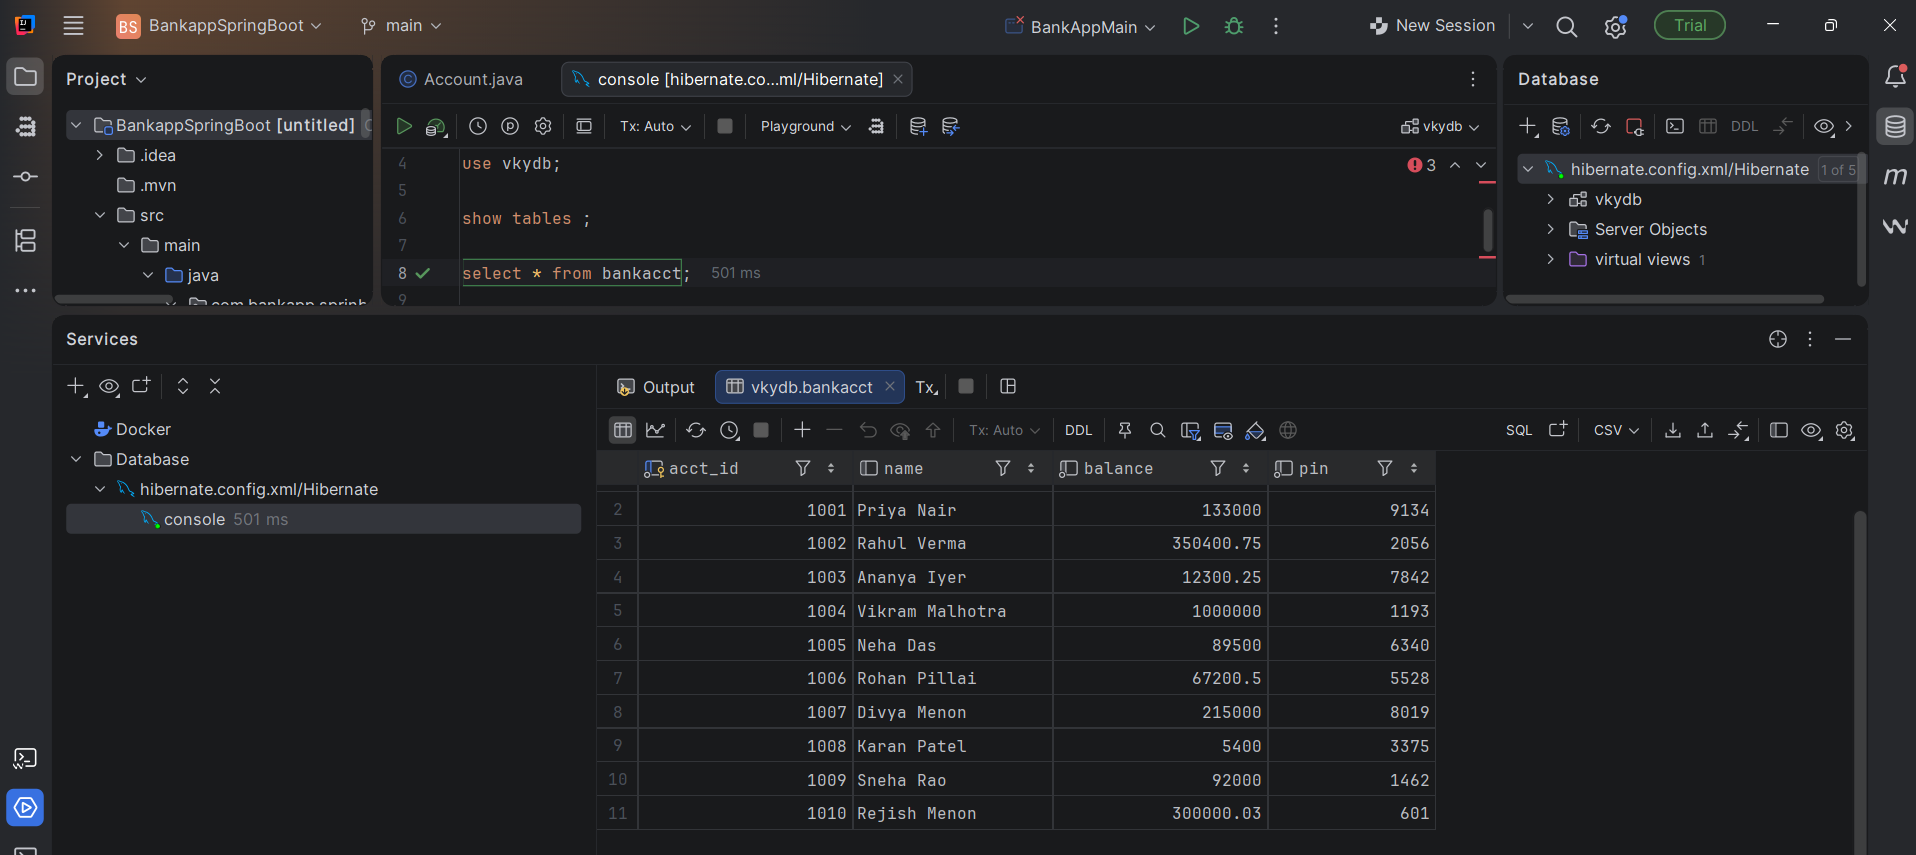 BS BankappSpringBoot main BankAppMain New Session Trial
Project
BankappSpringBoot [untitled]
.idea
.mvn
src
main
java
Account.java console [hibernate.co...ml/Hibernate]
Tx: Auto Playground vkydb
4 use vkydb;
3
5
6 show tables ;
7
8 select * from bankacct; 501 ms
9
Database
DDL
hibernate.config.xml/Hibernate 1 of 5
vkydb
Server Objects
virtual views 1
m
Services
Docker
Database
hibernate.config.xml/Hibernate
console 501 ms
Output vkydb.bankacct Tx
Tx: Auto DDL SQL CSV
acct_id name balance pin
2 1001 Priya Nair 133000 9134
3 1002 Rahul Verma 350400.75 2056
4 1003 Ananya Iyer 12300.25 7842
5 1004 Vikram Malhotra 1000000 1193
6 1005 Neha Das 89500 6340
7 1006 Rohan Pillai 67200.5 5528
8 1007 Divya Menon 215000 8019
9 1008 Karan Patel 5400 3375
10 1009 Sneha Rao 92000 1462
11 1010 Rejish Menon 300000.03 601